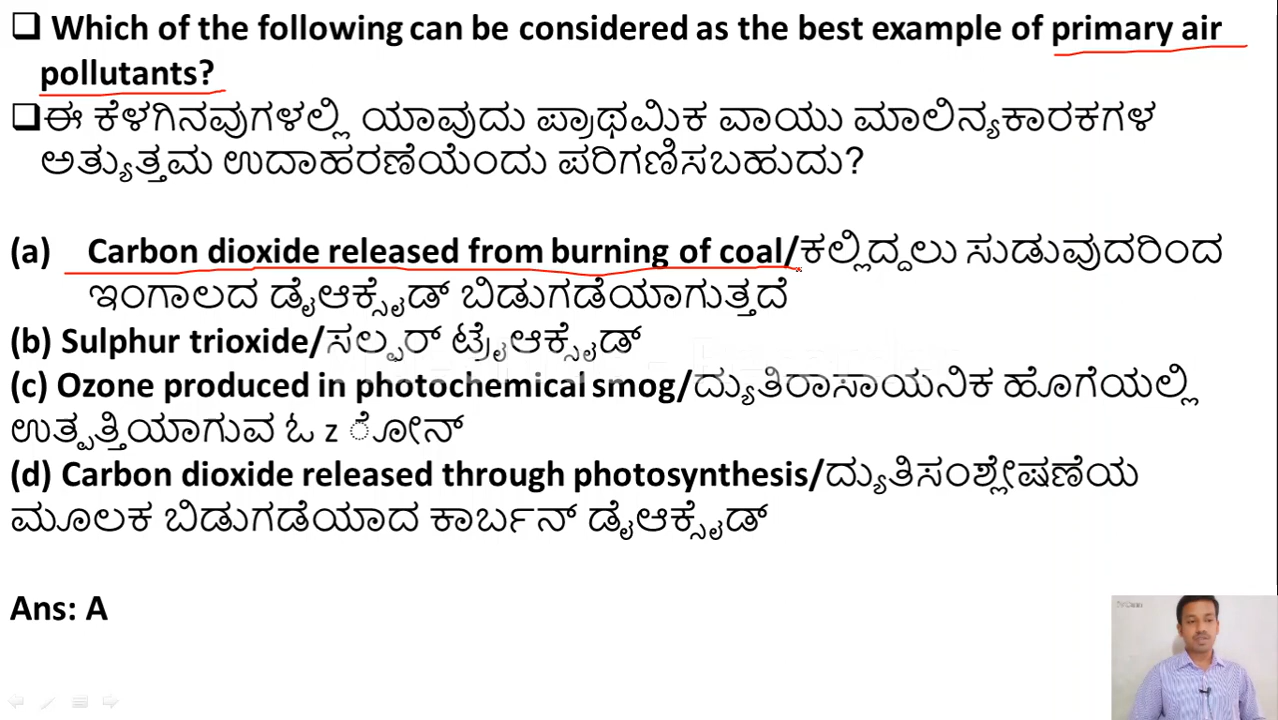 ❑ Which of the following can be considered as the best example of primary air
pollutants?
❑ಈ ಕೆಳಗಿನವುಗಳಲ್ಲಿ ಯಾವುದು ಪ್ರಾಥಮಿಕ ವಾಯು ಮಾಲಿನ್ಯಕಾರಕಗಳ
ಅತ್ಯುತ್ತಮ ಉದಾಹರಣೆಯೆಂದು ಪರಿಗಣಿಸಬಹುದು?
(a) Carbon dioxide released from burning of coal/ಕಲ್ಲಿದ್ದಲು ಸುಡುವುದರಿಂದ
ಇಂಗಾಲದ ಡೈಆಕ್ಸೈಡ್ ಬಿಡುಗಡೆಯಾಗುತ್ತದೆ
(b) Sulphur trioxide/ಸಲ್ಫರ್ ಟ್ರೈಆಕ್ಸೈಡ್
(c) Ozone produced in photochemical smog/ದ್ಯುತಿರಾಸಾಯನಿಕ ಹೊಗೆಯಲ್ಲಿ
ಉತ್ಪತ್ತಿಯಾಗುವ ಓ z ೋನ್
(d) Carbon dioxide released through photosynthesis/ದ್ಯುತಿಸಂಶ್ಲೇಷಣೆಯ
ಮೂಲಕ ಬಿಡುಗಡೆಯಾದ ಕಾರ್ಬನ್ ಡೈಆಕ್ಸೈಡ್
Ans: A